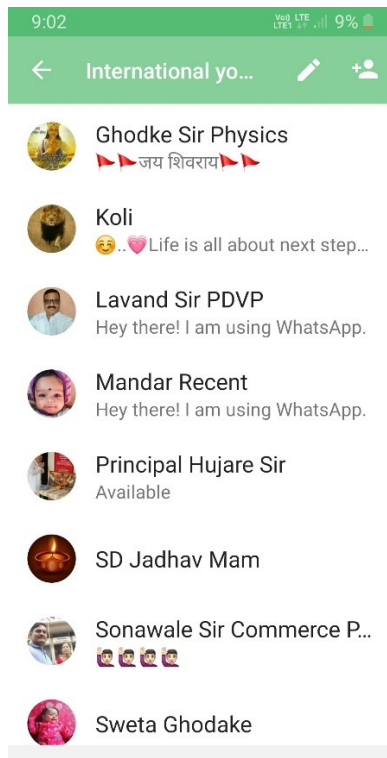 9:02
Vo) LTE
LTE1
9%
International yo...
Ghodke Sir Physics
🚩🚩जय शिवराय🚩🚩
Koli
☺️..💗Life is all about next step...
Lavand Sir PDVP
Hey there! I am using WhatsApp.
Mandar Recent
Hey there! I am using WhatsApp.
Principal Hujare Sir
Available
SD Jadhav Mam
Sonawale Sir Commerce P...
🙋🏻‍♀️🙋🏻‍♀️🙋🏻‍♀️🙋🏻‍♀️
Sweta Ghodake